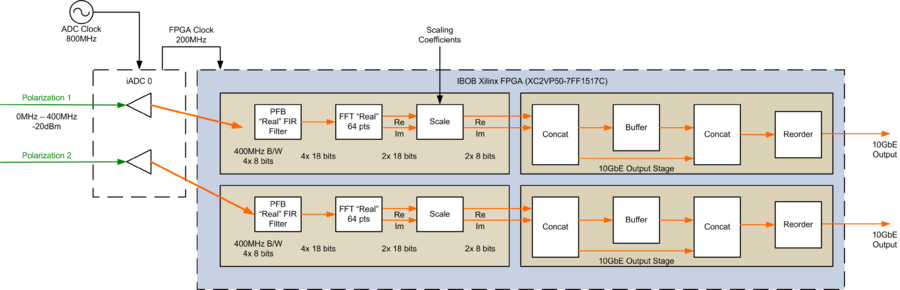 ADC Clock
800MHz
FPGA Clock
200MHz
Scaling
Coefficients
iADC 0
IBOB Xilinx FPGA (XC2VP50-7FF1517C)
Polarization 1
0MHz – 400MHz
-20dBm
Polarization 2
PFB
"Real" FIR
Filter
400MHz B/W
4x 8 bits
FFT "Real"
64 pts
4x 18 bits
Re
Im
2x 18 bits
Scale
Re
Im
2x 8 bits
Concat
Buffer
Concat
Reorder
10GbE Output Stage
10GbE
Output
PFB
"Real" FIR
Filter
400MHz B/W
4x 8 bits
FFT "Real"
64 pts
4x 18 bits
Re
Im
2x 18 bits
Scale
Re
Im
2x 8 bits
Concat
Buffer
Concat
Reorder
10GbE Output Stage
10GbE
Output